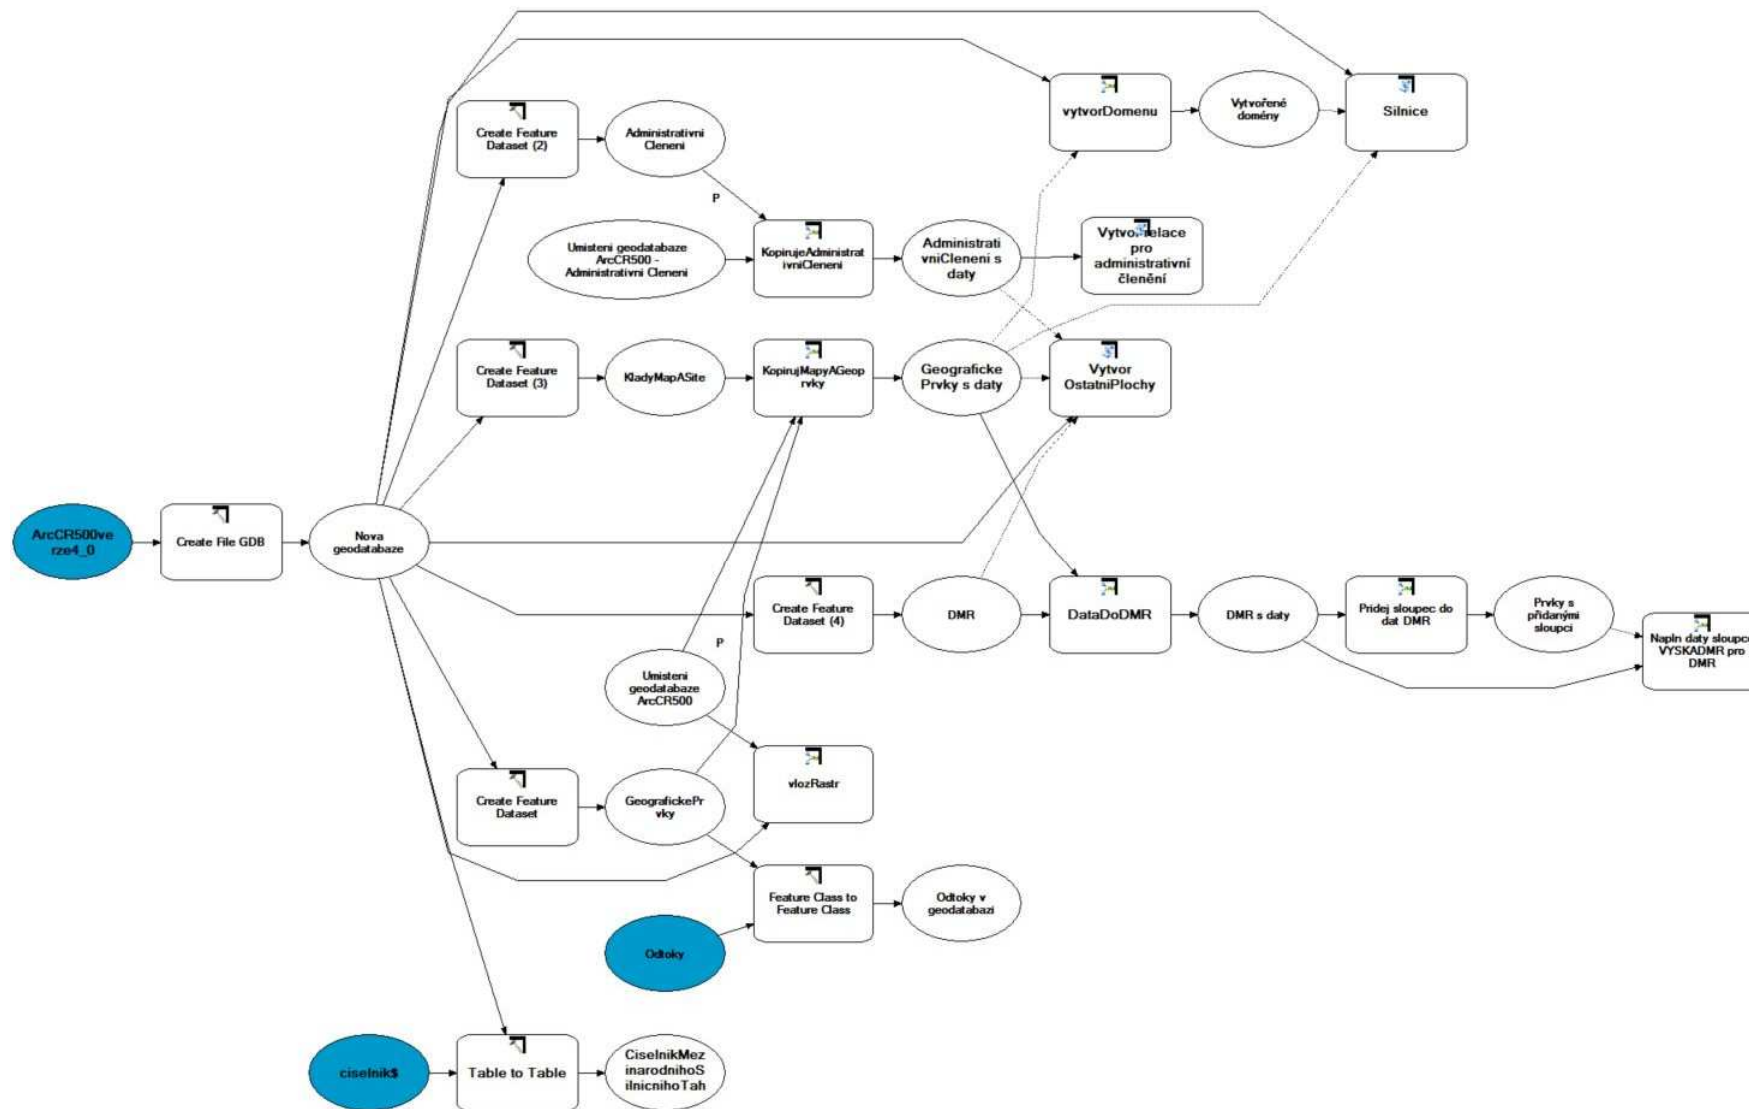 vytvorDomenu
Vytvořené
domény
Silnice
Create Feature
Dataset (2)
Administrativni
Cleneni
P
Umisteni geodatabaze
ArcCR500 -
Administrativni Cleneni
KopirujeAdministrat
ivniCleneni
Administrati
vniCleneni s
daty
relace
pro
administrativní
členění
Create Feature
Dataset (3)
KladyMapASite
KopirujMapyAGeop
rvky
Geograficke
Prvky s daty
Vytvor
OstatniPlochy
ArcCR500ve
rze4_0
Create File GDB
Nova
geodatabaze
Create Feature
Dataset (4)
DMR
DataDoDMR
DMR s daty
Pridej sloupec do
dat DMR
Prvky s
přidanými
sloupci
Napln daty sloupce
VYSKADMR pro
DMR
P
Umisteni
geodatabaze
ArcCR500
vlozRastr
Create Feature
Dataset
GeografickePr
vky
Feature Class to
Feature Class
Odtoky v
geodatabazi
Odtoky
ciselnik$
Table to Table
CiselnikMez
inarodnihoS
ilnicnihoTah